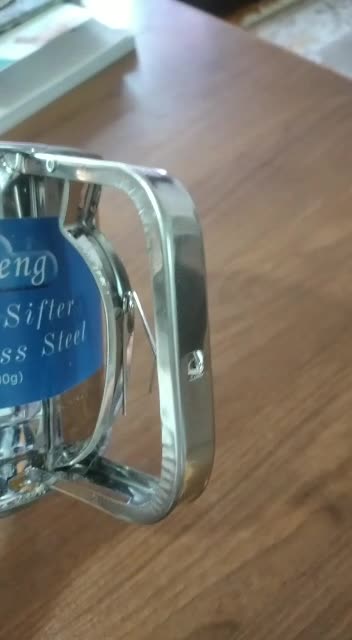 eng
Sifter
ss Steel
0g)